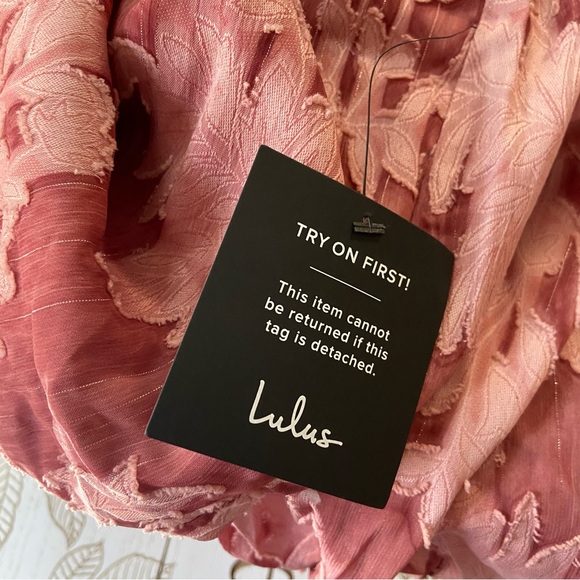 TRY ON FIRST!
This item cannot
be returned if this
tag is detached.
Lulus